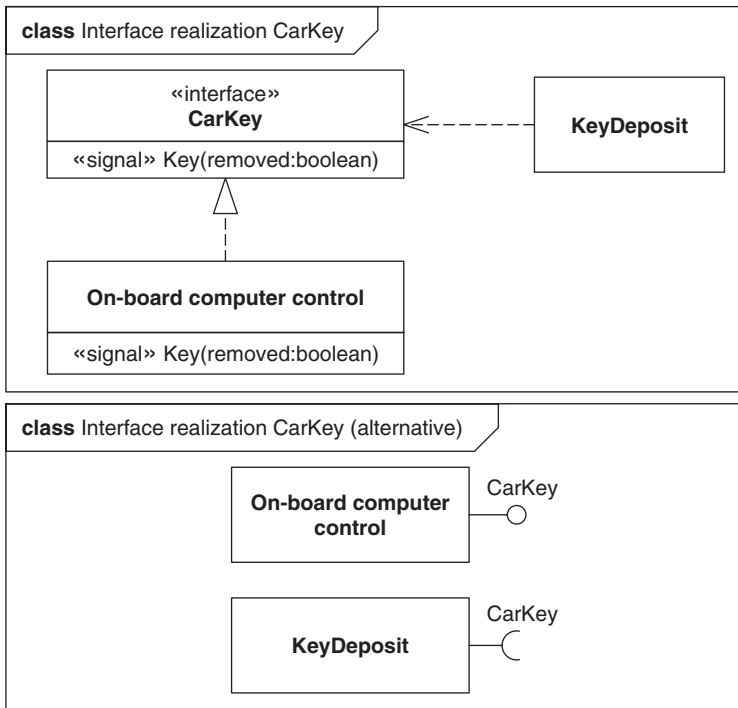 class Interface realization CarKey
«interface»
CarKey
«signal» Key(removed:boolean)
KeyDeposit
On-board computer control
«signal» Key(removed:boolean)
class Interface realization CarKey (alternative)
On-board computer
control
CarKey
KeyDeposit
CarKey